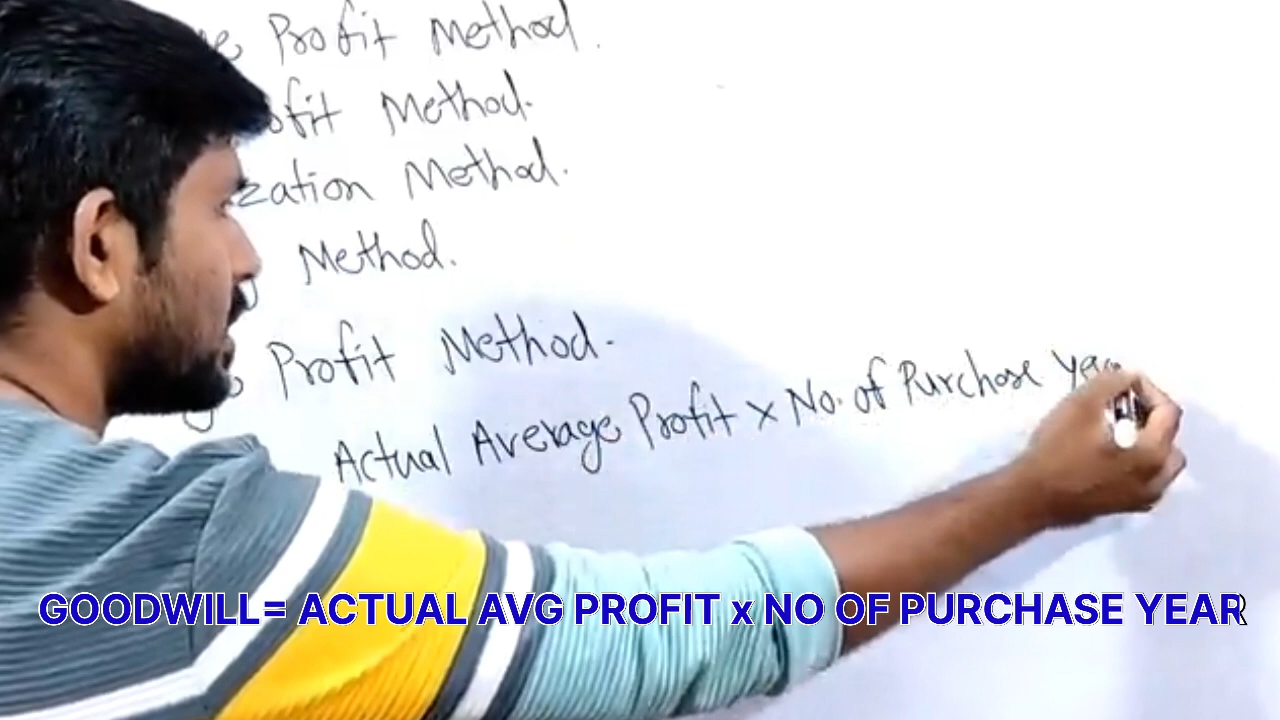 Profit Method.
Method.
Method.
Method.
Profit Method.
Actual Average Profit x No. of Purchase
GOODWILL= ACTUAL AVG PROFIT x NO OF PURCHASE YEAR